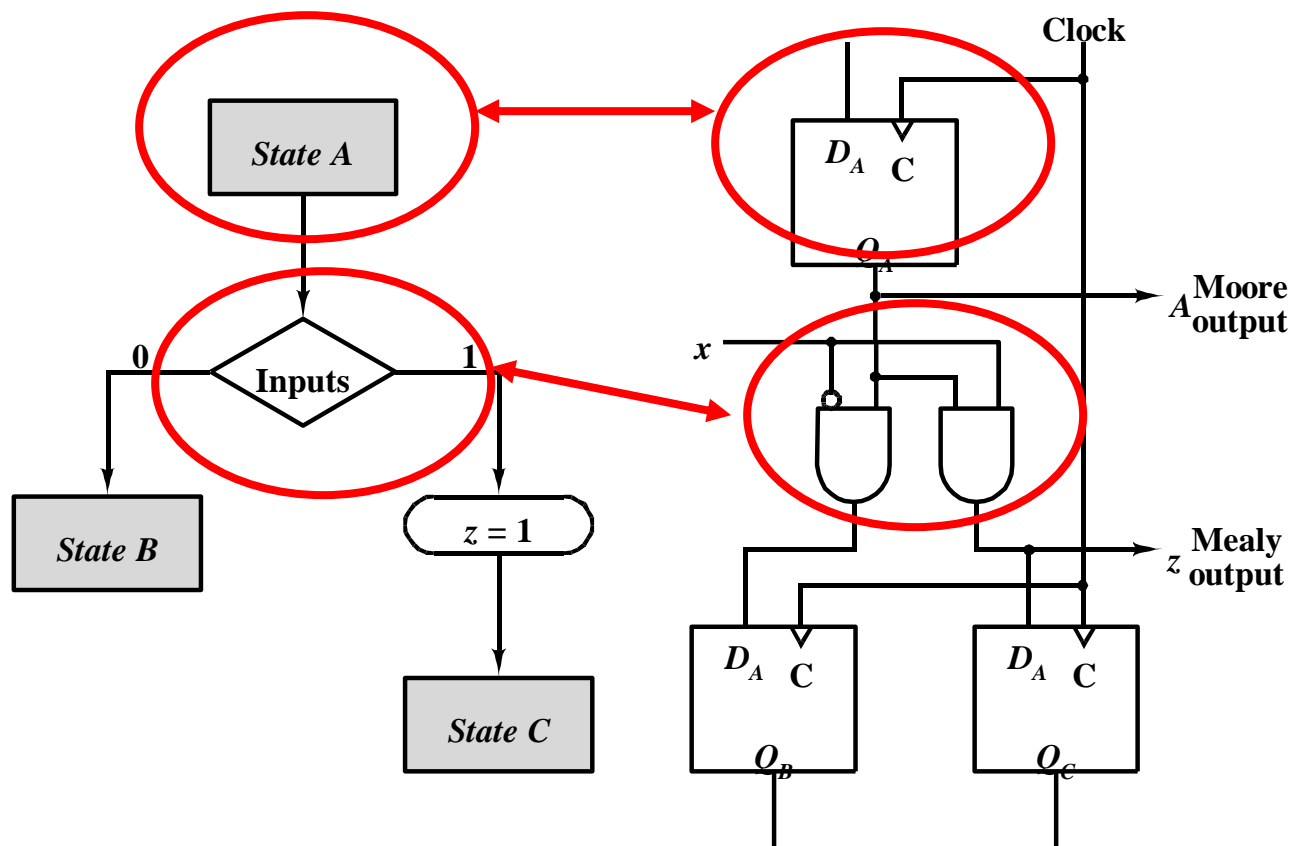 Clock
State A
D_A
C
Q_A
A Moore
output
x
0
1
Inputs
State B
z = 1
z Mealy
output
State C
D_A
C
Q_B
D_A
C
Q_C